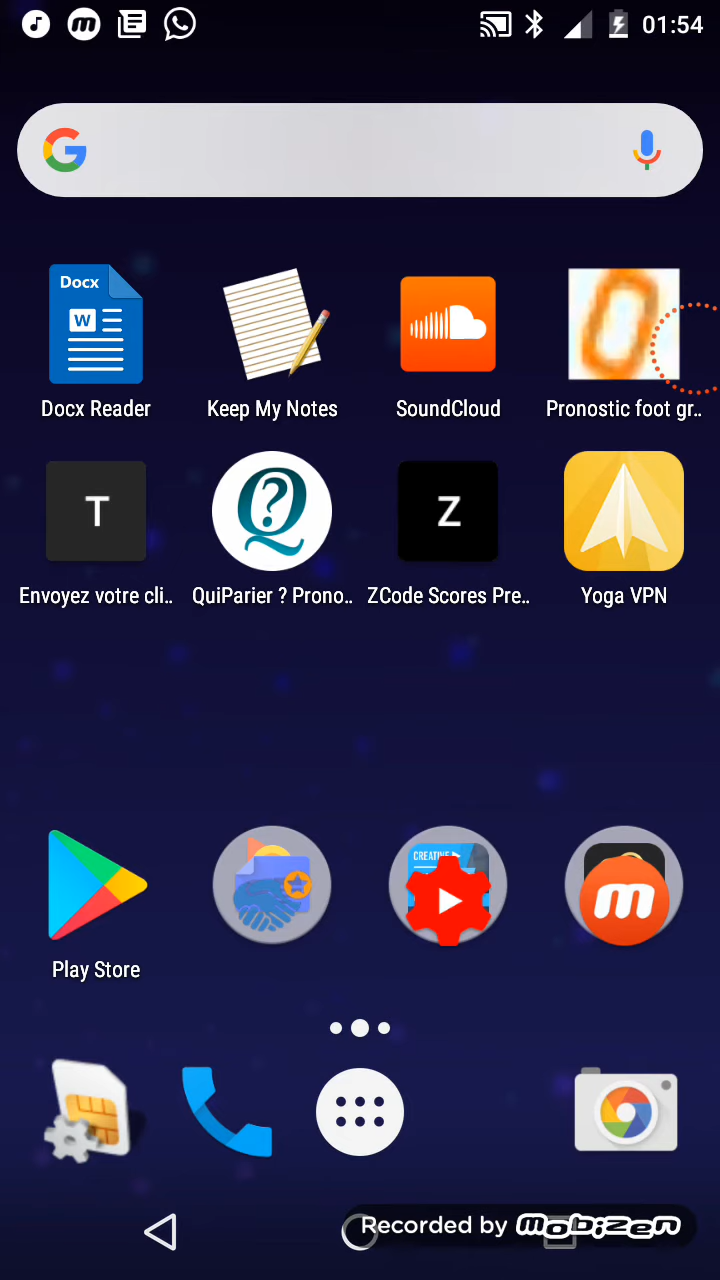 01:54
Docx
W
Docx Reader
Keep My Notes
SoundCloud
Pronostic foot gr..
T
Envoyez votre cli..
Q?
QuiParier ? Prono..
Z
ZCode Scores Pre..
Yoga VPN
CREATIVE
m
Play Store
Recorded by mobizen